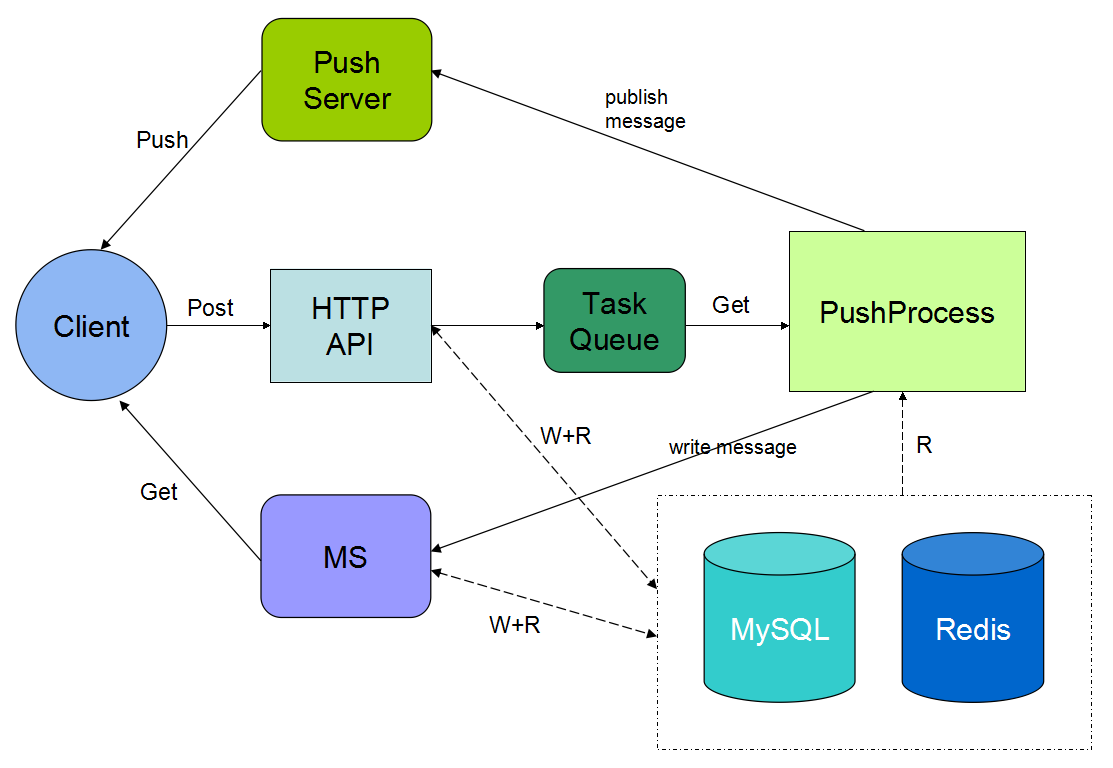 Push
Server
publish
message
Push
Client
Post
HTTP
API
Task
Queue
Get
PushProcess
W+R
write message
R
Get
MS
W+R
MySQL
Redis